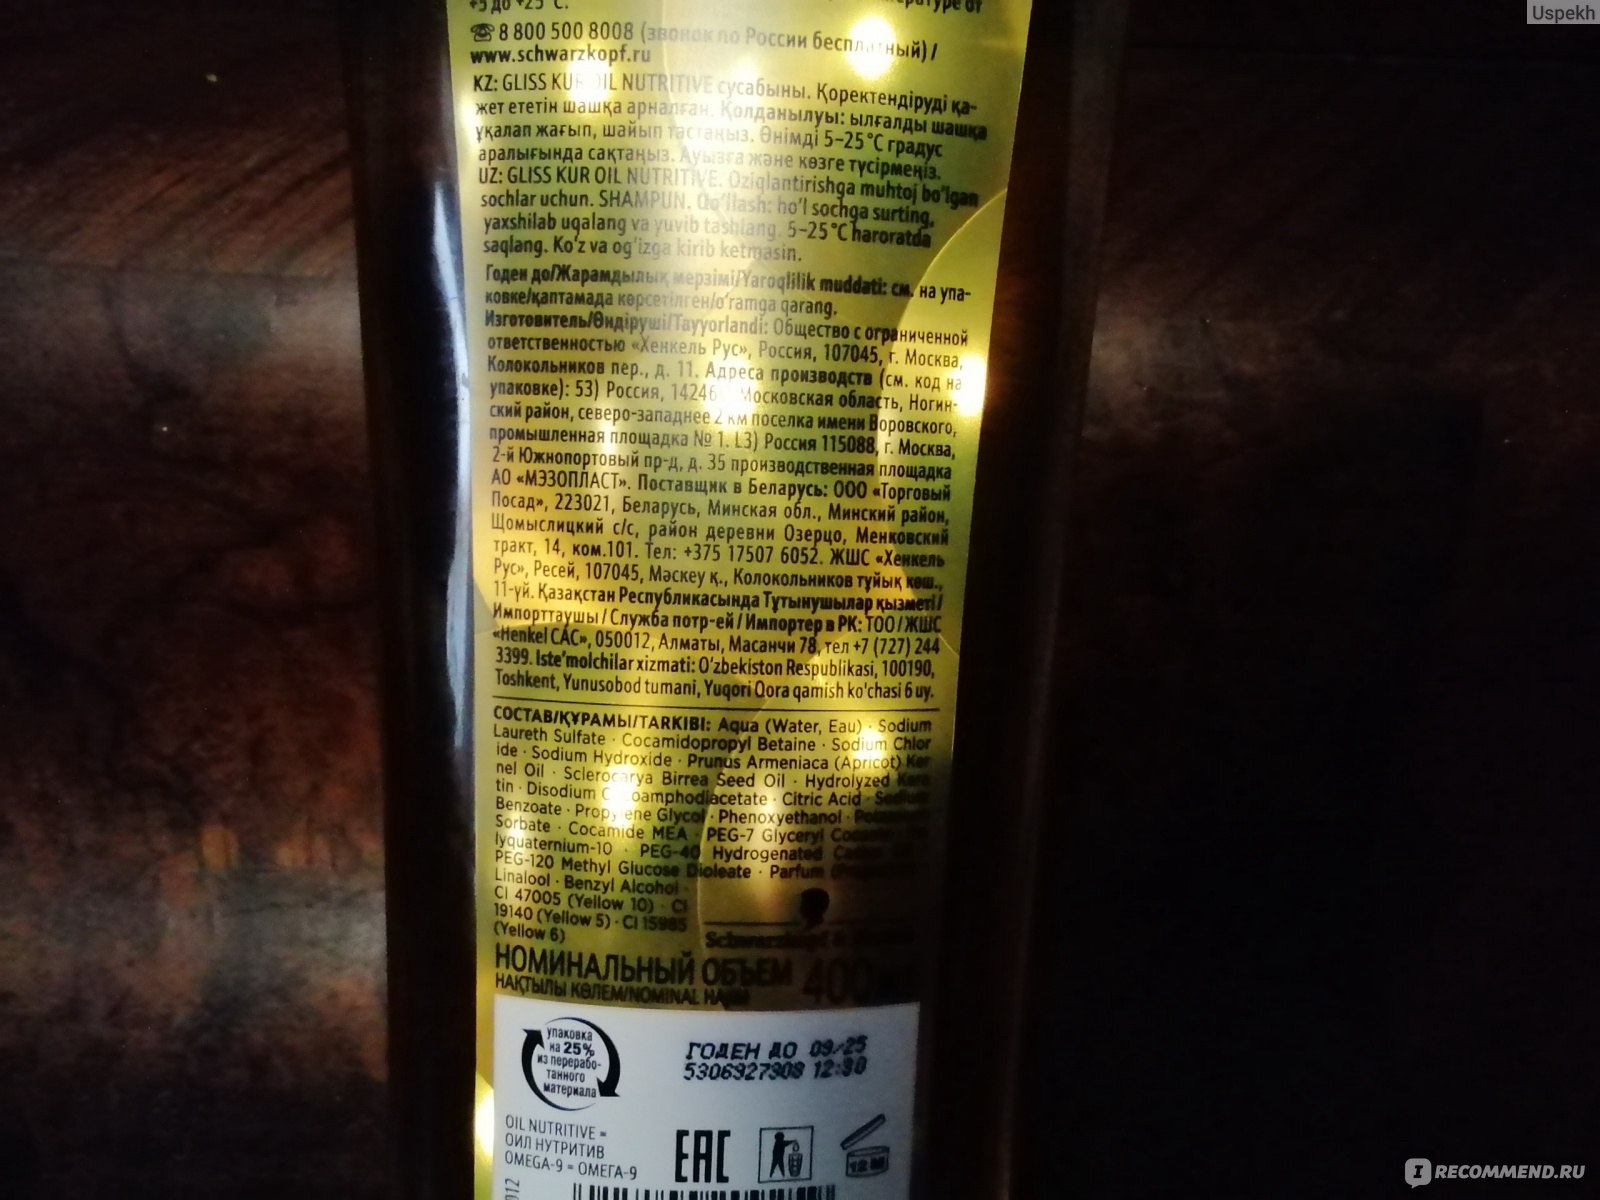 Uspekh
+5 до +25°С.
☎ 8 800 500 8008 (звонок по России бесплатный) /
www.schwarzkopf.ru
KZ: GLISS KUR OIL NUTRITIVE сусабыны. Қоректендіруді қа-
жет ететін шашқа арналған. Қолданылуы: ылғалды шашқа
ұқалап жағып, шайып тастаңыз. Өнімді 5–25°С градус
аралығында сақтаңыз. Ауызға және көзге түсірмеңіз.
UZ: GLISS KUR OIL NUTRITIVE. Oziqlantirishga muhtoj bo'lgan
sochlar uchun. SHAMPUN. Qo'llash: ho'l sochga surting,
yaxshilab uqalang va yuvib tashlang. 5–25°C haroratda
saqlang. Ko'z va og'izga kirib ketmasin.
Годен до/Жарамдылық мерзімі/Yaroqlilik muddati: см. на упа-
ковке/қаптамада көрсетілген/o'ramga qarang.
Изготовитель/Өндіруші/Tayyorlandi: Общество с ограниченной
ответственностью «Хенкель Рус», Россия, 107045, г. Москва,
Колокольников пер., д. 11. Адреса производств (см. код на
упаковке): 53) Россия, 14246 Московская область, Ногин-
ский район, северо-западнее 2 км поселка имени Воровского,
промышленная площадка № 1. L3) Россия 115088, г. Москва,
2-й Южнопортовый пр-д, д. 35 производственная площадка
АО «МЭЗОПЛАСТ». Поставщик в Беларусь: ООО «Торговый
Посад», 223021, Беларусь, Минская обл., Минский район,
Щомыслицкий с/с, район деревни Озерцо, Менковский
тракт, 14, ком.101. Тел: +375 17507 6052. ЖШС «Хенкель
Рус», Ресей, 107045, Мәскеу қ., Колокольников тұйық көш.,
11-үй. Қазақстан Республикасында Тұтынушылар қызметі/
Импорттаушы / Служба потр-ей / Импортер в РК: ТОО / ЖШС
«Henkel САС», 050012, Алматы, Масанчи 78, тел +7 (727) 244
3399. Iste'molchilar xizmati: O'zbekiston Respublikasi, 100190,
Toshkent, Yunusobod tumani, Yuqori Qora qamish ko'chasi 6 uy.
СОСТАВ/ҚҰРАМЫ/TARKIBI: Aqua (Water, Eau) · Sodium
Laureth Sulfate · Cocamidopropyl Betaine · Sodium Chlor
ide · Sodium Hydroxide · Prunus Armeniaca (Apricot) Ker
nel Oil · Sclerocarya Birrea Seed Oil · Hydrolyzed Kera
tin · Disodium Cocoamphodiacetate · Citric Acid · Sodium
Benzoate · Propylene Glycol · Phenoxyethanol · Potassium
Sorbate · Cocamide MEA · PEG-7 Glyceryl
lyquaternium-10 · PEG-40 Hydrogenated
PEG-120 Methyl Glucose Dioleate · Parfum
Linalool · Benzyl Alcohol ·
CI 47005 (Yellow 10) · CI
19140 (Yellow 5) · CI 15985
(Yellow 6)
НОМИНАЛЬНЫЙ ОБЪЕМ 400
НАҚТЫЛЫ КӨЛЕМ/NOMINAL HAJM
упаковка
на 25%
из перерабо-
танного
материала
ГОДЕН ДО 09/25
5306927908 12:30
OIL NUTRITIVE =
ОИЛ НУТРИТИВ
OMEGA-9 = ОМЕГА-9
EAC
12 M
012
IRECOMMEND.RU